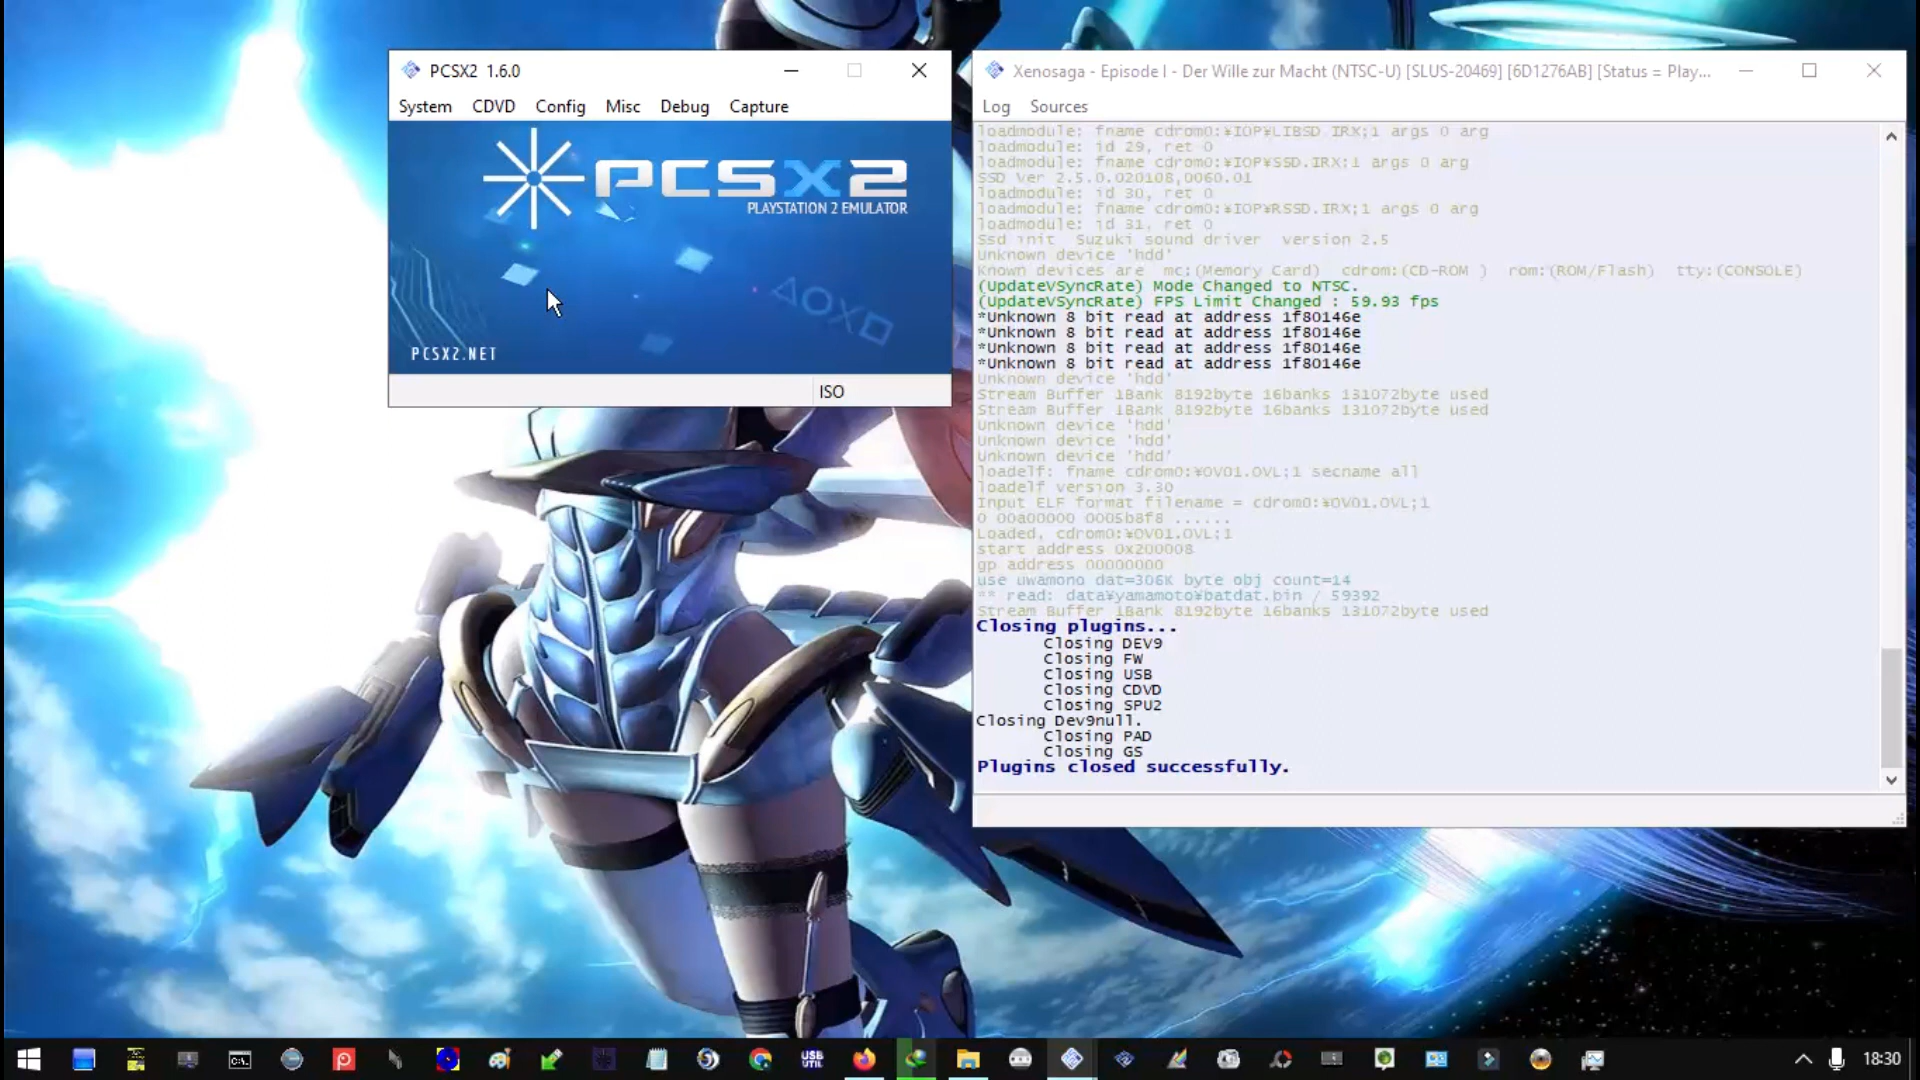 PCSX2 1.6.0
System CDVD Config Misc Debug Capture
PCSX2
PLAYSTATION 2 EMULATOR
PCSX2.NET
ISO
Xenosaga - Episode I - Der Wille zur Macht (NTSC-U) [SLUS-20469] [6D1276AB] [Status = Play...
Log Sources
loadmodule: fname cdrom0:¥IOP¥LIBSD.IRX;1 args 0 arg
loadmodule: id 29, ret 0
loadmodule: fname cdrom0:¥IOP¥SSD.IRX;1 args 0 arg
SSD Ver 2.5.0.020108,0060.01
loadmodule: id 30, ret 0
loadmodule: fname cdrom0:¥IOP¥RSSD.IRX;1 args 0 arg
loadmodule: id 31, ret 0
Ssd init Suzuki sound driver version 2.5
Unknown device 'hdd'
Known devices are mc:(Memory Card) cdrom:(CD-ROM ) rom:(ROM/Flash) tty:(CONSOLE)
(UpdateVSyncRate) Mode Changed to NTSC.
(UpdateVSyncRate) FPS Limit Changed : 59.93 fps
*Unknown 8 bit read at address 1f80146e
*Unknown 8 bit read at address 1f80146e
*Unknown 8 bit read at address 1f80146e
*Unknown 8 bit read at address 1f80146e
Unknown device 'hdd'
Stream Buffer 1Bank 8192byte 16banks 131072byte used
Stream Buffer 1Bank 8192byte 16banks 131072byte used
Unknown device 'hdd'
Unknown device 'hdd'
Unknown device 'hdd'
loadelf: fname cdrom0:¥OV01.OVL;1 secname all
loadelf version 3.30
Input ELF format filename = cdrom0:¥OV01.OVL;1
0 00a00000 0005b8f8 ......
Loaded, cdrom0:¥OV01.OVL;1
start address 0x200008
gp address 00000000
use uwamono dat=306K byte obj count=14
** read: data¥yamamoto¥batdat.bin / 59392
Stream Buffer 1Bank 8192byte 16banks 131072byte used
Closing plugins...
Closing DEV9
Closing FW
Closing USB
Closing CDVD
Closing SPU2
Closing Dev9null.
Closing PAD
Closing GS
Plugins closed successfully.
C:\_
USB
UTIL
18:30